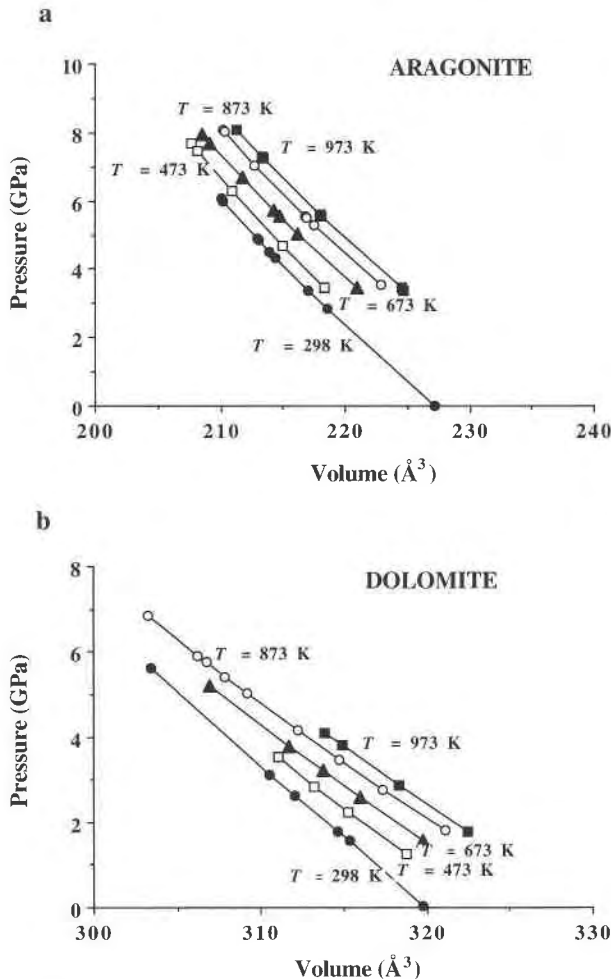 a
ARAGONITE
10
8
6
4
2
0
Pressure (GPa)
T = 873 K
T = 973 K
T = 473 K
T = 673 K
T = 298 K
200
210
220
230
240
Volume (Å³)
b
DOLOMITE
8
6
4
2
0
Pressure (GPa)
T = 873 K
T = 973 K
T = 673 K
T = 298 K
T = 473 K
300
310
320
330
Volume (Å³)